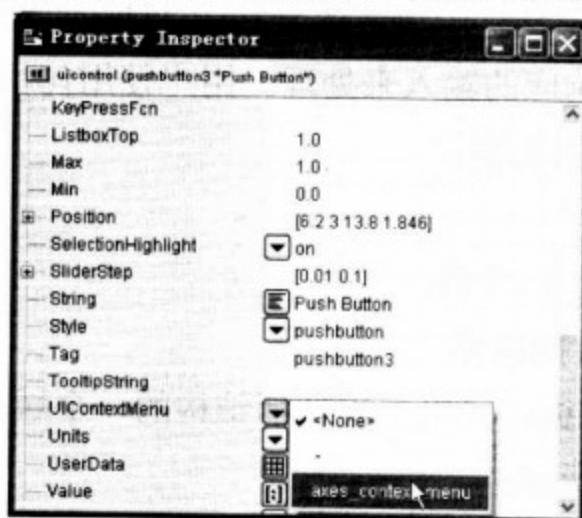 Property Inspector
uicontrol (pushbutton3 "Push Button")
KeyPressFcn
ListboxTop 1.0
Max 1.0
Min 0.0
Position [6.2 3 13.8 1.846]
SelectionHighlight on
SliderStep [0.01 0.1]
String Push Button
Style pushbutton
Tag pushbutton3
TooltipString
UIContextMenu <None>
Units -
UserData axes_context_menu
Value